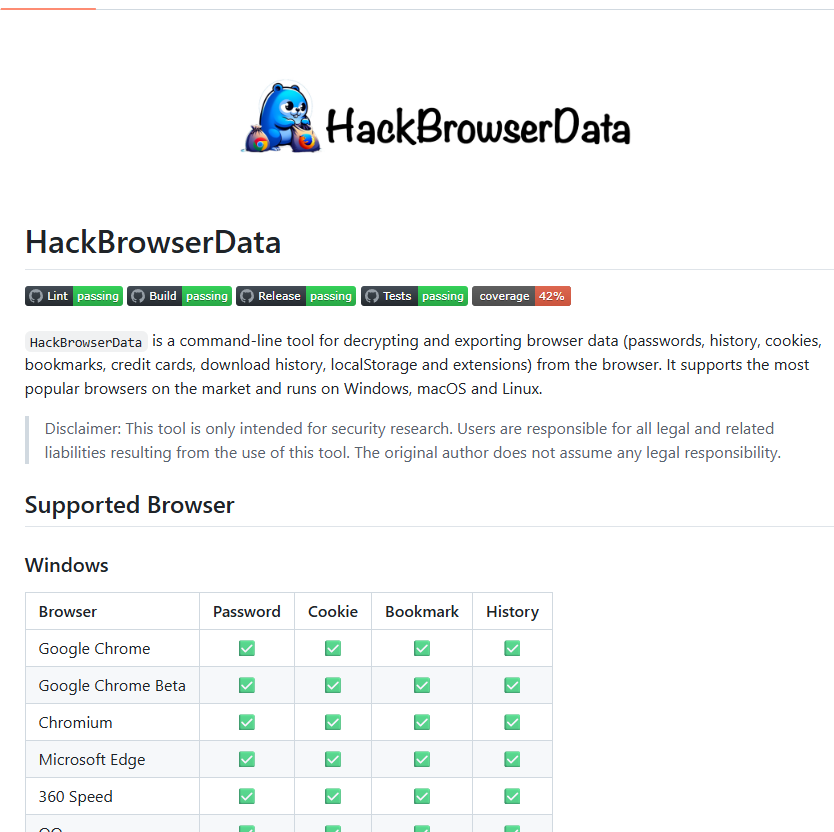 HackBrowserData
HackBrowserData
Lint passing Build passing Release passing Tests passing coverage 42%
HackBrowserData is a command-line tool for decrypting and exporting browser data (passwords, history, cookies,
bookmarks, credit cards, download history, localStorage and extensions) from the browser. It supports the most
popular browsers on the market and runs on Windows, macOS and Linux.
Disclaimer: This tool is only intended for security research. Users are responsible for all legal and related
liabilities resulting from the use of this tool. The original author does not assume any legal responsibility.
Supported Browser
Windows
Browser Password Cookie Bookmark History
Google Chrome ✅ ✅ ✅ ✅
Google Chrome Beta ✅ ✅ ✅ ✅
Chromium ✅ ✅ ✅ ✅
Microsoft Edge ✅ ✅ ✅ ✅
360 Speed ✅ ✅ ✅ ✅